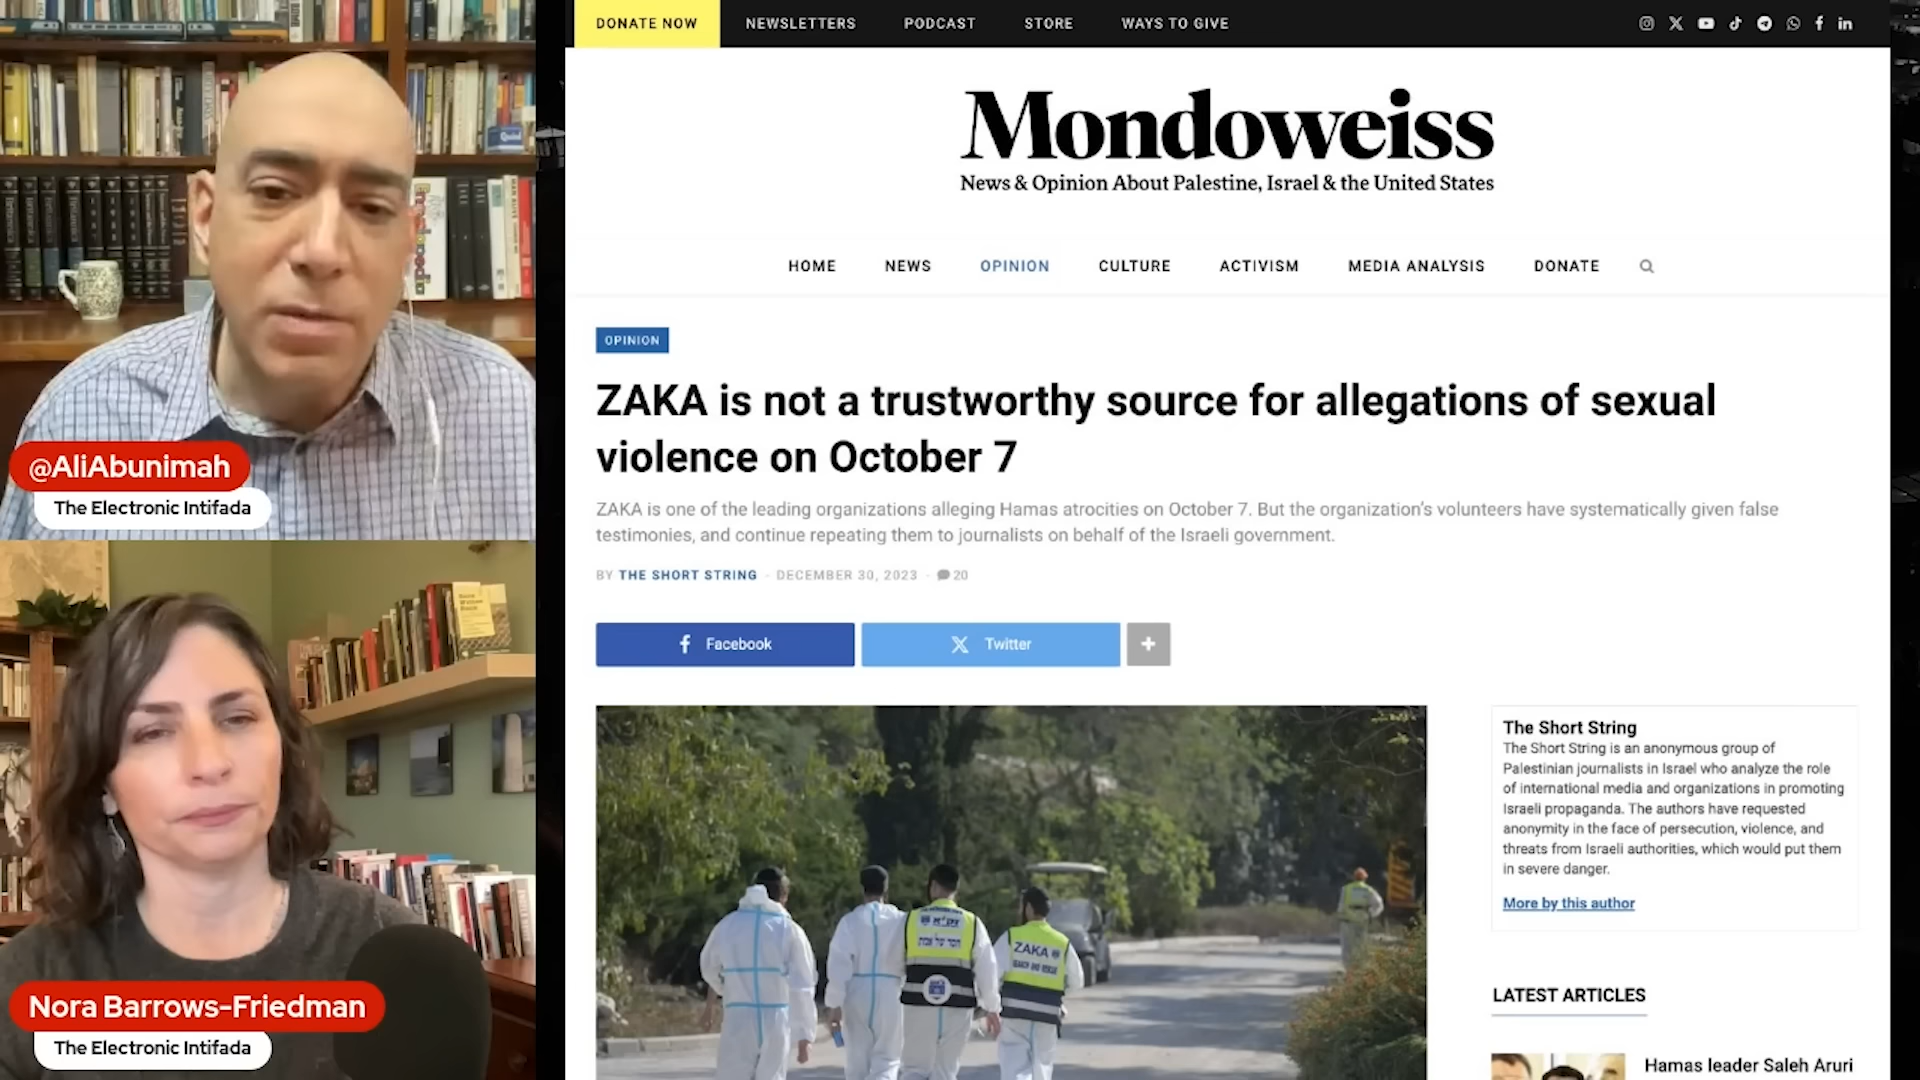 DONATE NOW
NEWSLETTERS
PODCAST
STORE
WAYS TO GIVE
Mondoweiss
News & Opinion About Palestine, Israel & the United States
HOME
NEWS
OPINION
CULTURE
ACTIVISM
MEDIA ANALYSIS
DONATE
OPINION
ZAKA is not a trustworthy source for allegations of sexual
violence on October 7
ZAKA is one of the leading organizations alleging Hamas atrocities on October 7. But the organization's volunteers have systematically given false
testimonies, and continue repeating them to journalists on behalf of the Israeli government.
BY THE SHORT STRING - DECEMBER 30, 2023 - 20
Facebook
Twitter
The Short String
The Short String is an anonymous group of
Palestinian journalists in Israel who analyze the role
of international media and organizations in promoting
Israeli propaganda. The authors have requested
anonymity in the face of persecution, violence, and
threats from Israeli authorities, which would put them
in severe danger.
More by this author
LATEST ARTICLES
Hamas leader Saleh Aruri
זק"א
חסד של אמת
ZAKA
SEARCH AND RESCUE
@AliAbunimah
The Electronic Intifada
Nora Barrows-Friedman
The Electronic Intifada